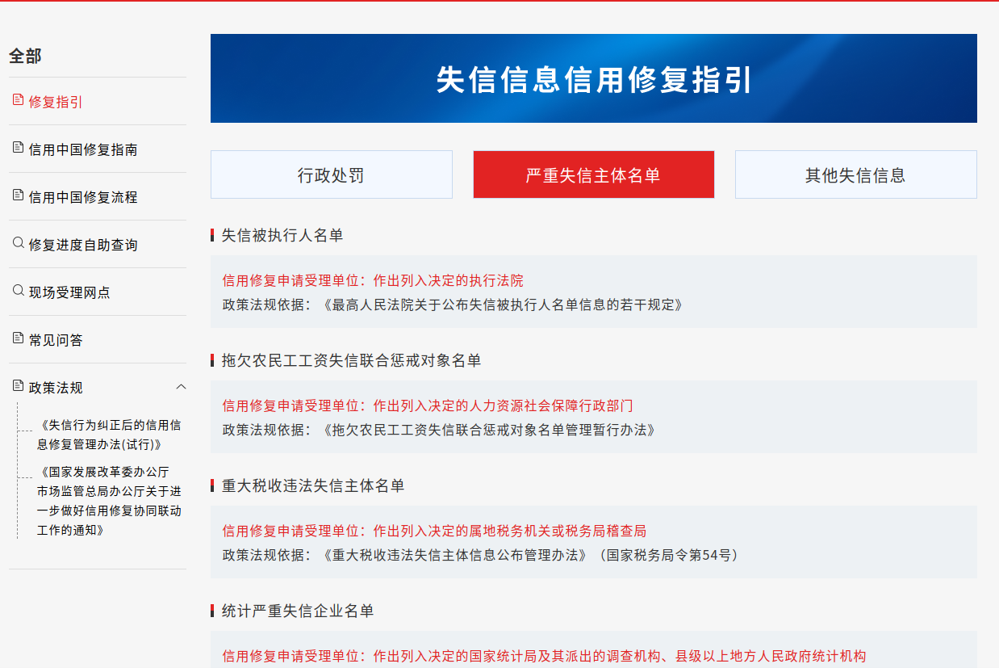 全部
修复指引
信用中国修复指南
信用中国修复流程
修复进度自助查询
现场受理网点
常见问答
政策法规
《失信行为纠正后的信用信
息修复管理办法(试行)》
《国家发展改革委办公厅
市场监管总局办公厅关于进
一步做好信用修复协同联动
工作的通知》
失信信息信用修复指引
行政处罚
严重失信主体名单
其他失信信息
失信被执行人名单
信用修复申请受理单位：作出列入决定的执行法院
政策法规依据：《最高人民法院关于公布失信被执行人名单信息的若干规定》
拖欠农民工工资失信联合惩戒对象名单
信用修复申请受理单位：作出列入决定的人力资源社会保障行政部门
政策法规依据：《拖欠农民工工资失信联合惩戒对象名单管理暂行办法》
重大税收违法失信主体名单
信用修复申请受理单位：作出列入决定的属地税务机关或税务局稽查局
政策法规依据：《重大税收违法失信主体信息公布管理办法》（国家税务局令第54号）
统计严重失信企业名单
信用修复申请受理单位：作出列入决定的国家统计局及其派出的调查机构、县级以上地方人民政府统计机构